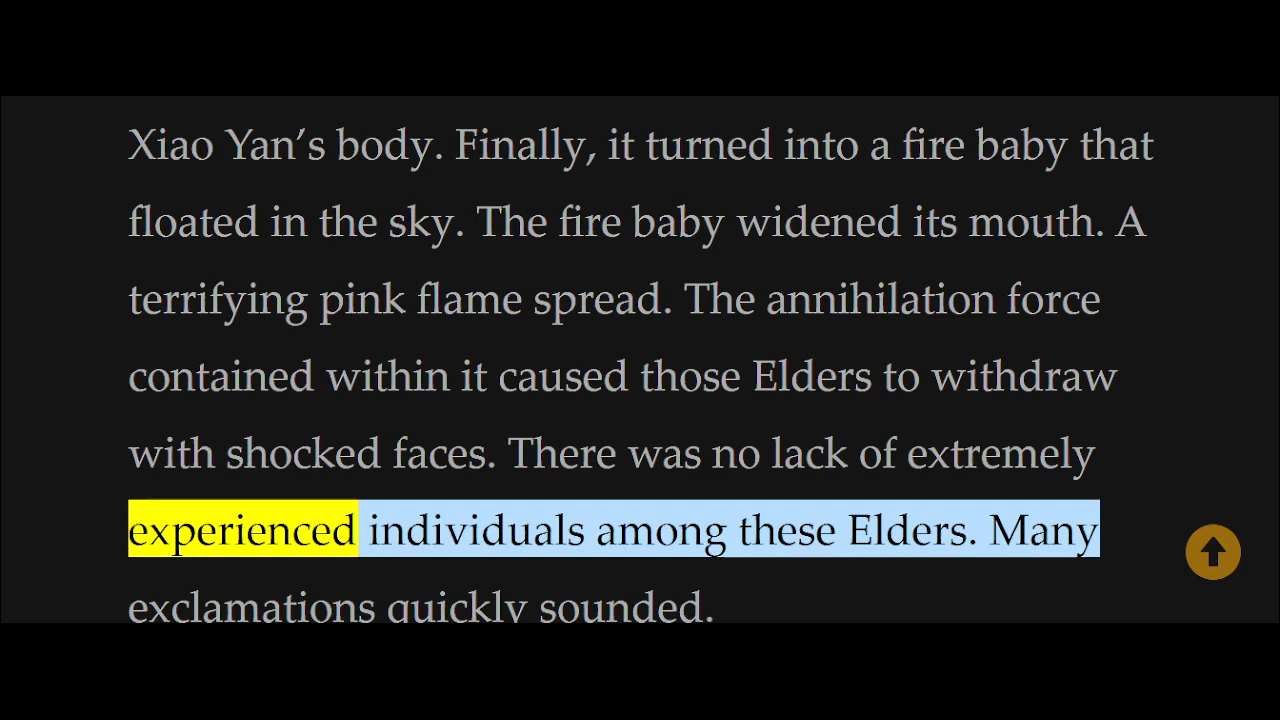 Xiao Yan’s body. Finally, it turned into a fire baby that
floated in the sky. The fire baby widened its mouth. A
terrifying pink flame spread. The annihilation force
contained within it caused those Elders to withdraw
with shocked faces. There was no lack of extremely
experienced individuals among these Elders. Many
exclamations quickly sounded.